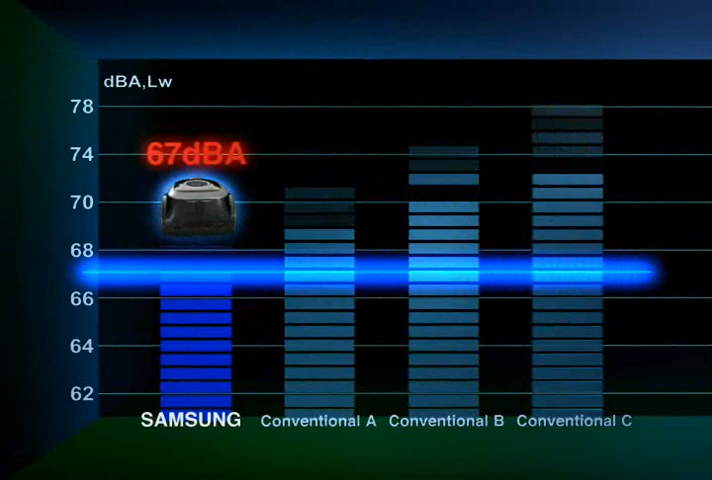 dBA,Lw
78
74
67dBA
70
68
66
64
62
SAMSUNG Conventional A Conventional B Conventional C